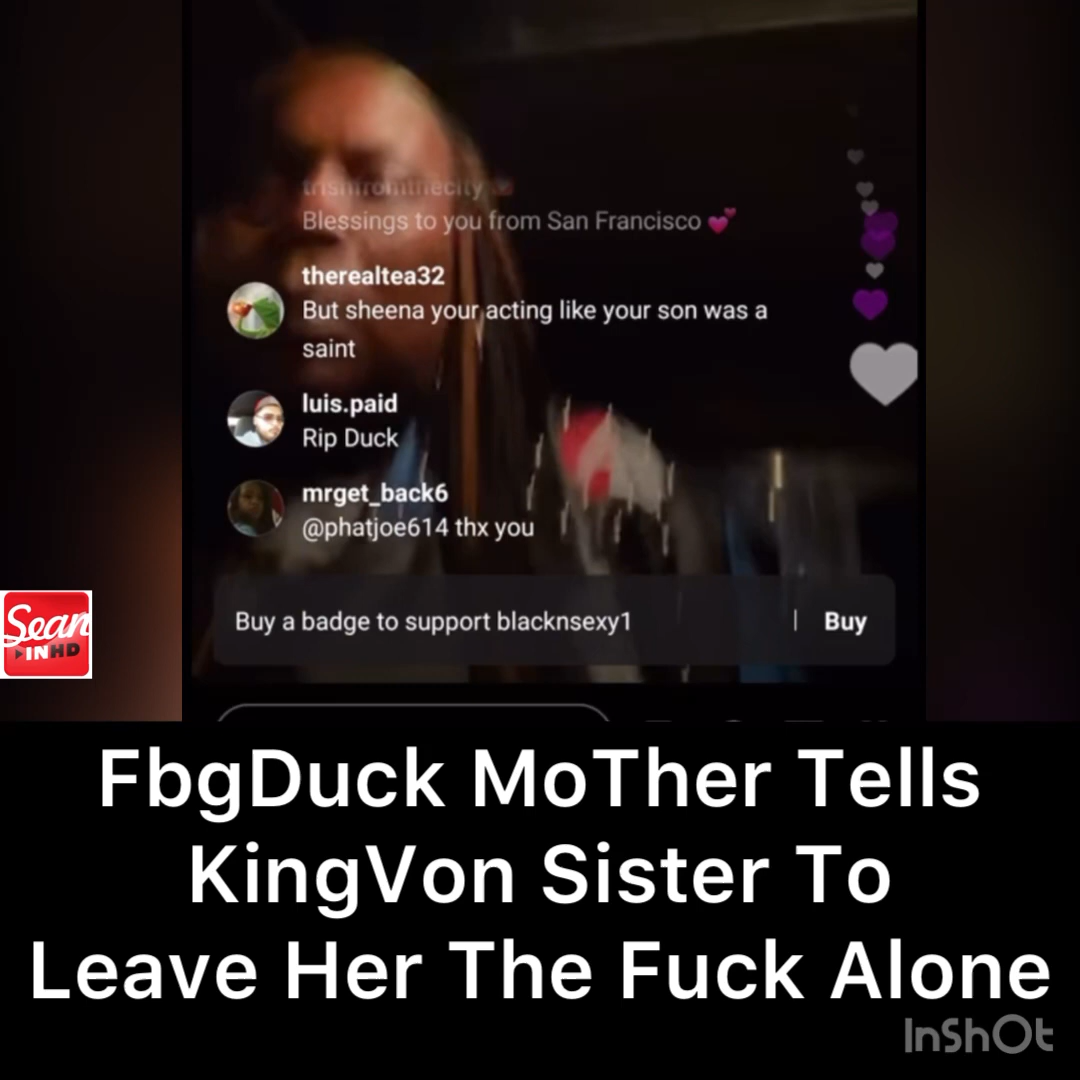 trishfromthecity
Blessings to you from San Francisco 💕
therealtea32
But sheena your acting like your son was a
saint
luis.paid
Rip Duck
mrget_back6
@phatjoe614 thx you
Buy a badge to support blacknsexy1 | Buy
Sean
INHD
FbgDuck MoTher Tells
KingVon Sister To
Leave Her The Fuck Alone
InShOt